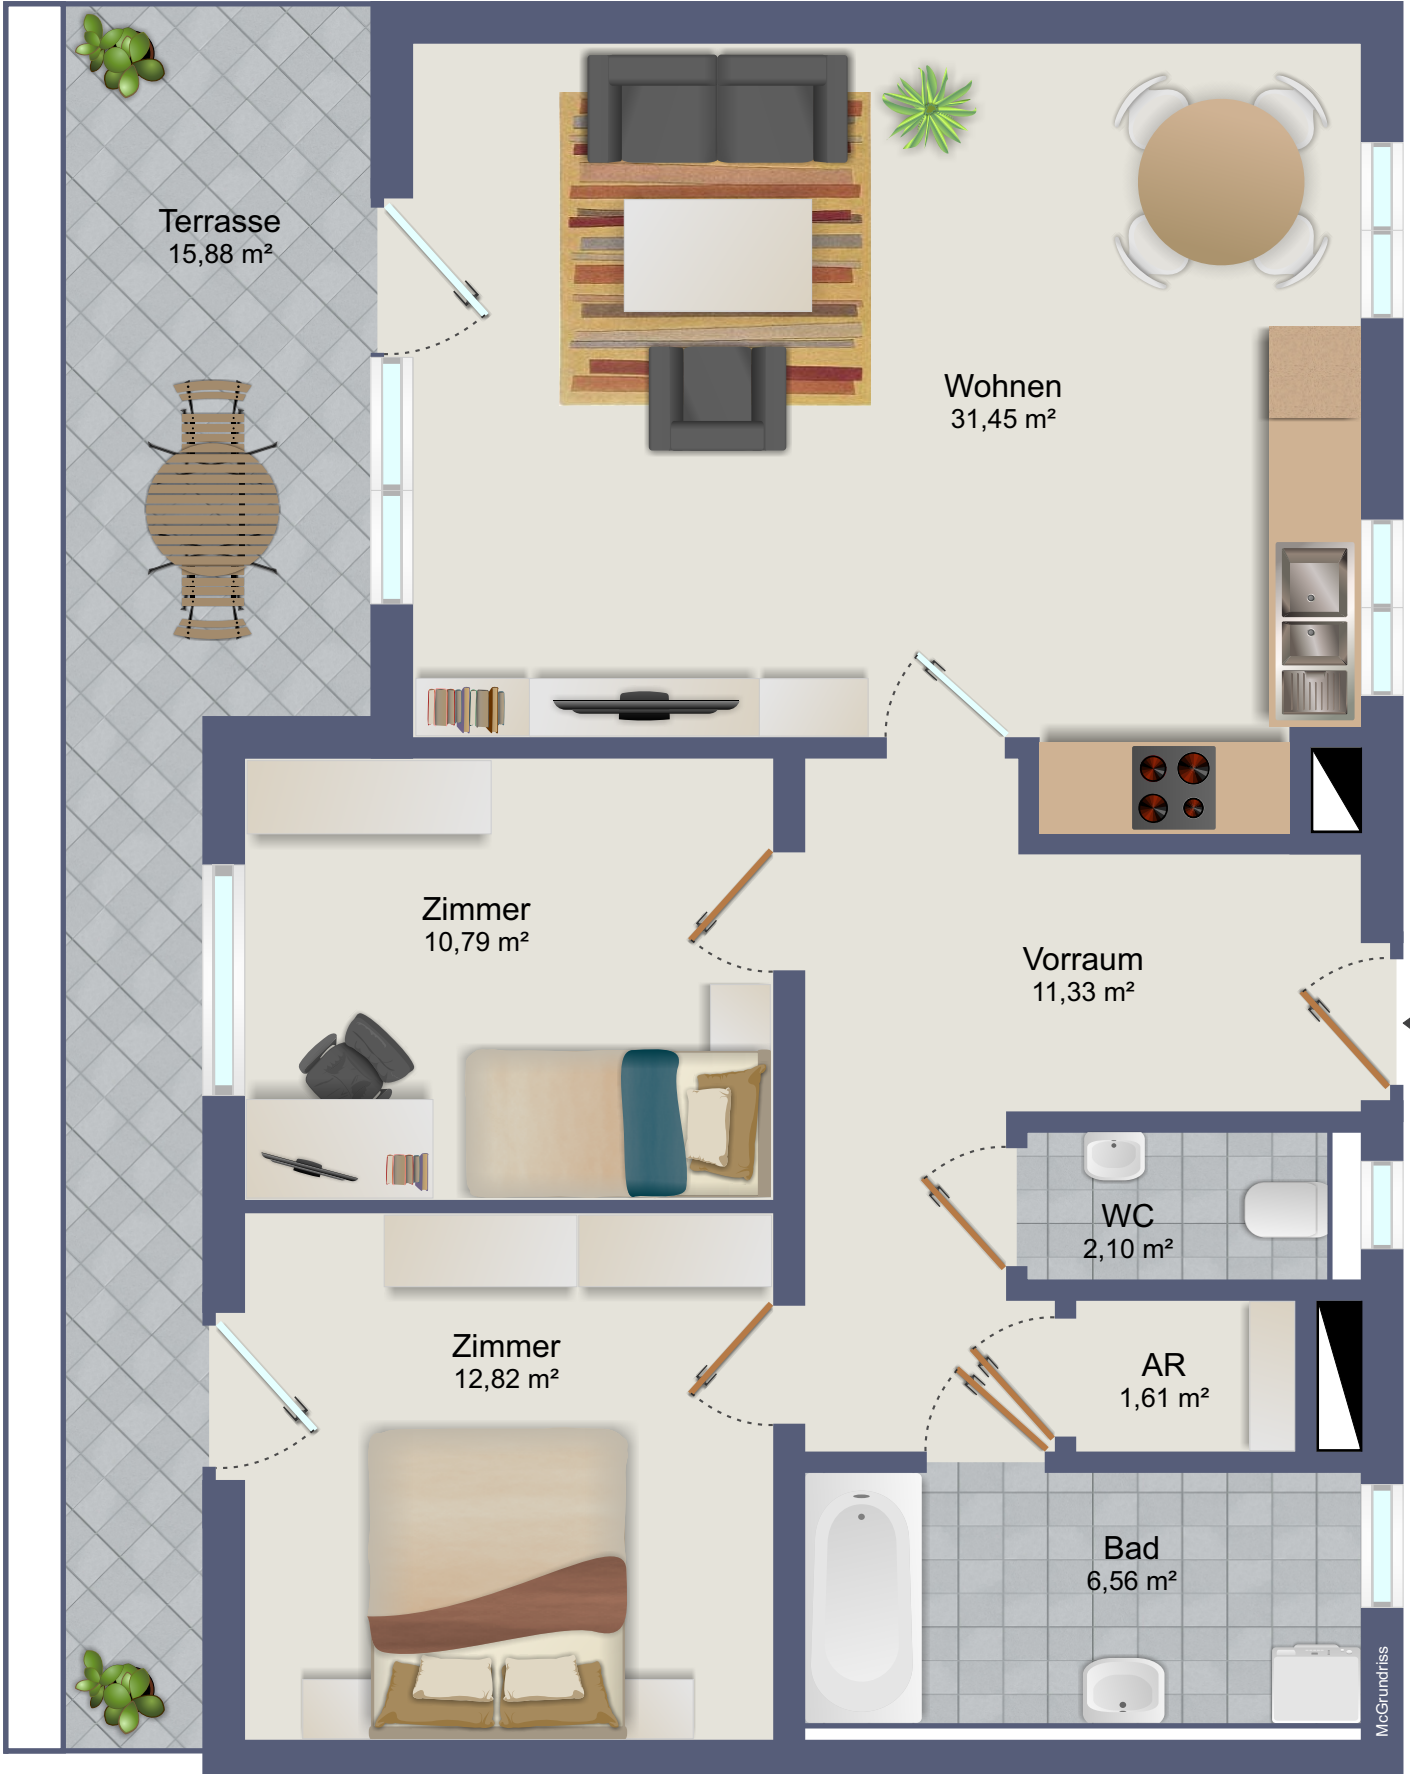 Terrasse
15,88 m²
Wohnen
31,45 m²
Zimmer
10,79 m²
Vorraum
11,33 m²
WC
2,10 m²
Zimmer
12,82 m²
AR
1,61 m²
Bad
6,56 m²
McGrundriss